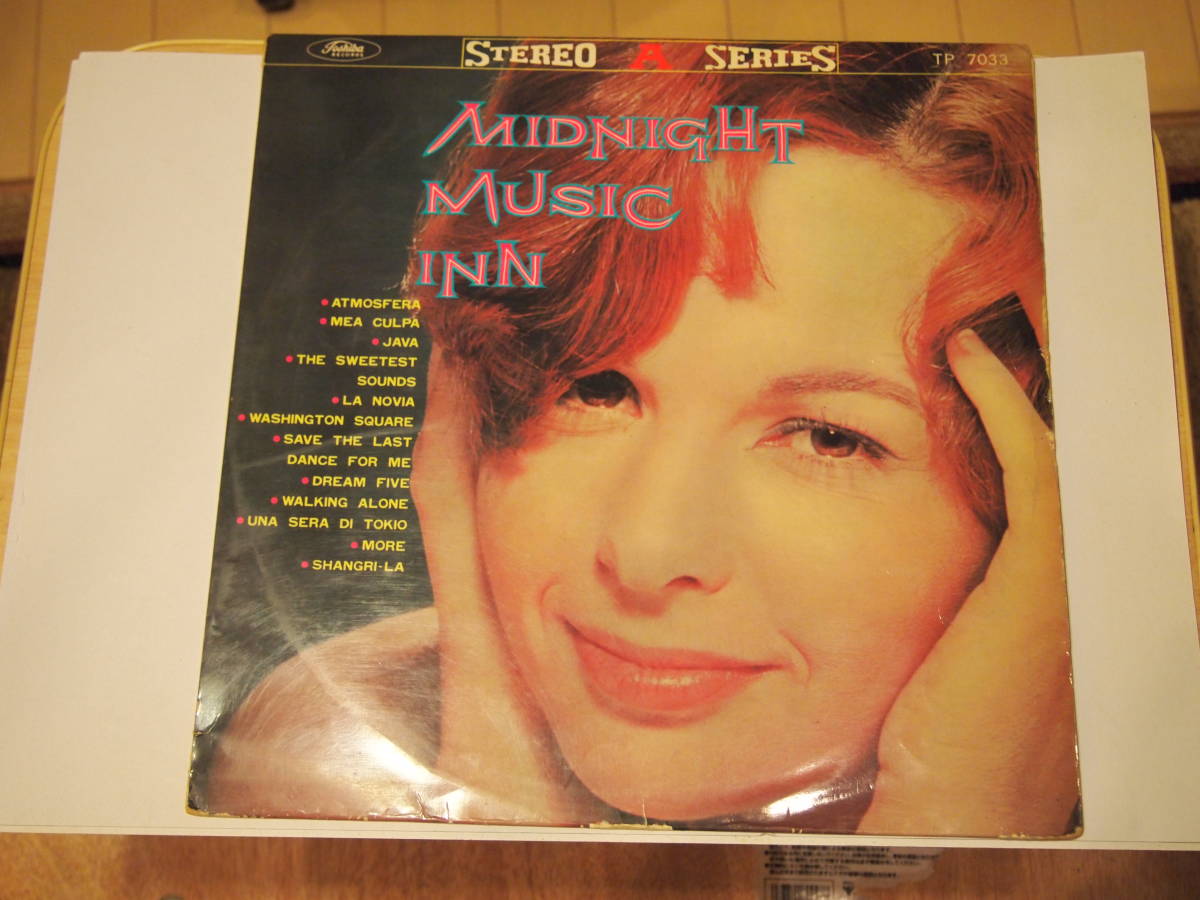 Toshiba
RECORDS
STEREO A SERIES
TP 7033
MIDNIGHT
MUSIC
INN
• ATMOSFERA
• MEA CULPA
• JAVA
• THE SWEETEST
SOUNDS
• LA NOVIA
• WASHINGTON SQUARE
• SAVE THE LAST
DANCE FOR ME
• DREAM FIVE
• WALKING ALONE
• UNA SERA DI TOKIO
• MORE
• SHANGRI-LA